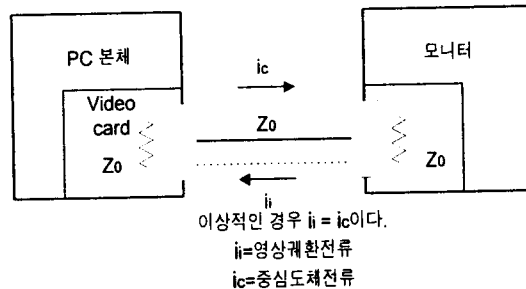 PC 본체
모니터
ic
Video
card
Z0
Z0
Z0
ii
이상적인 경우 ii = ic이다.
ii=영상궤환전류
ic=중심도체전류